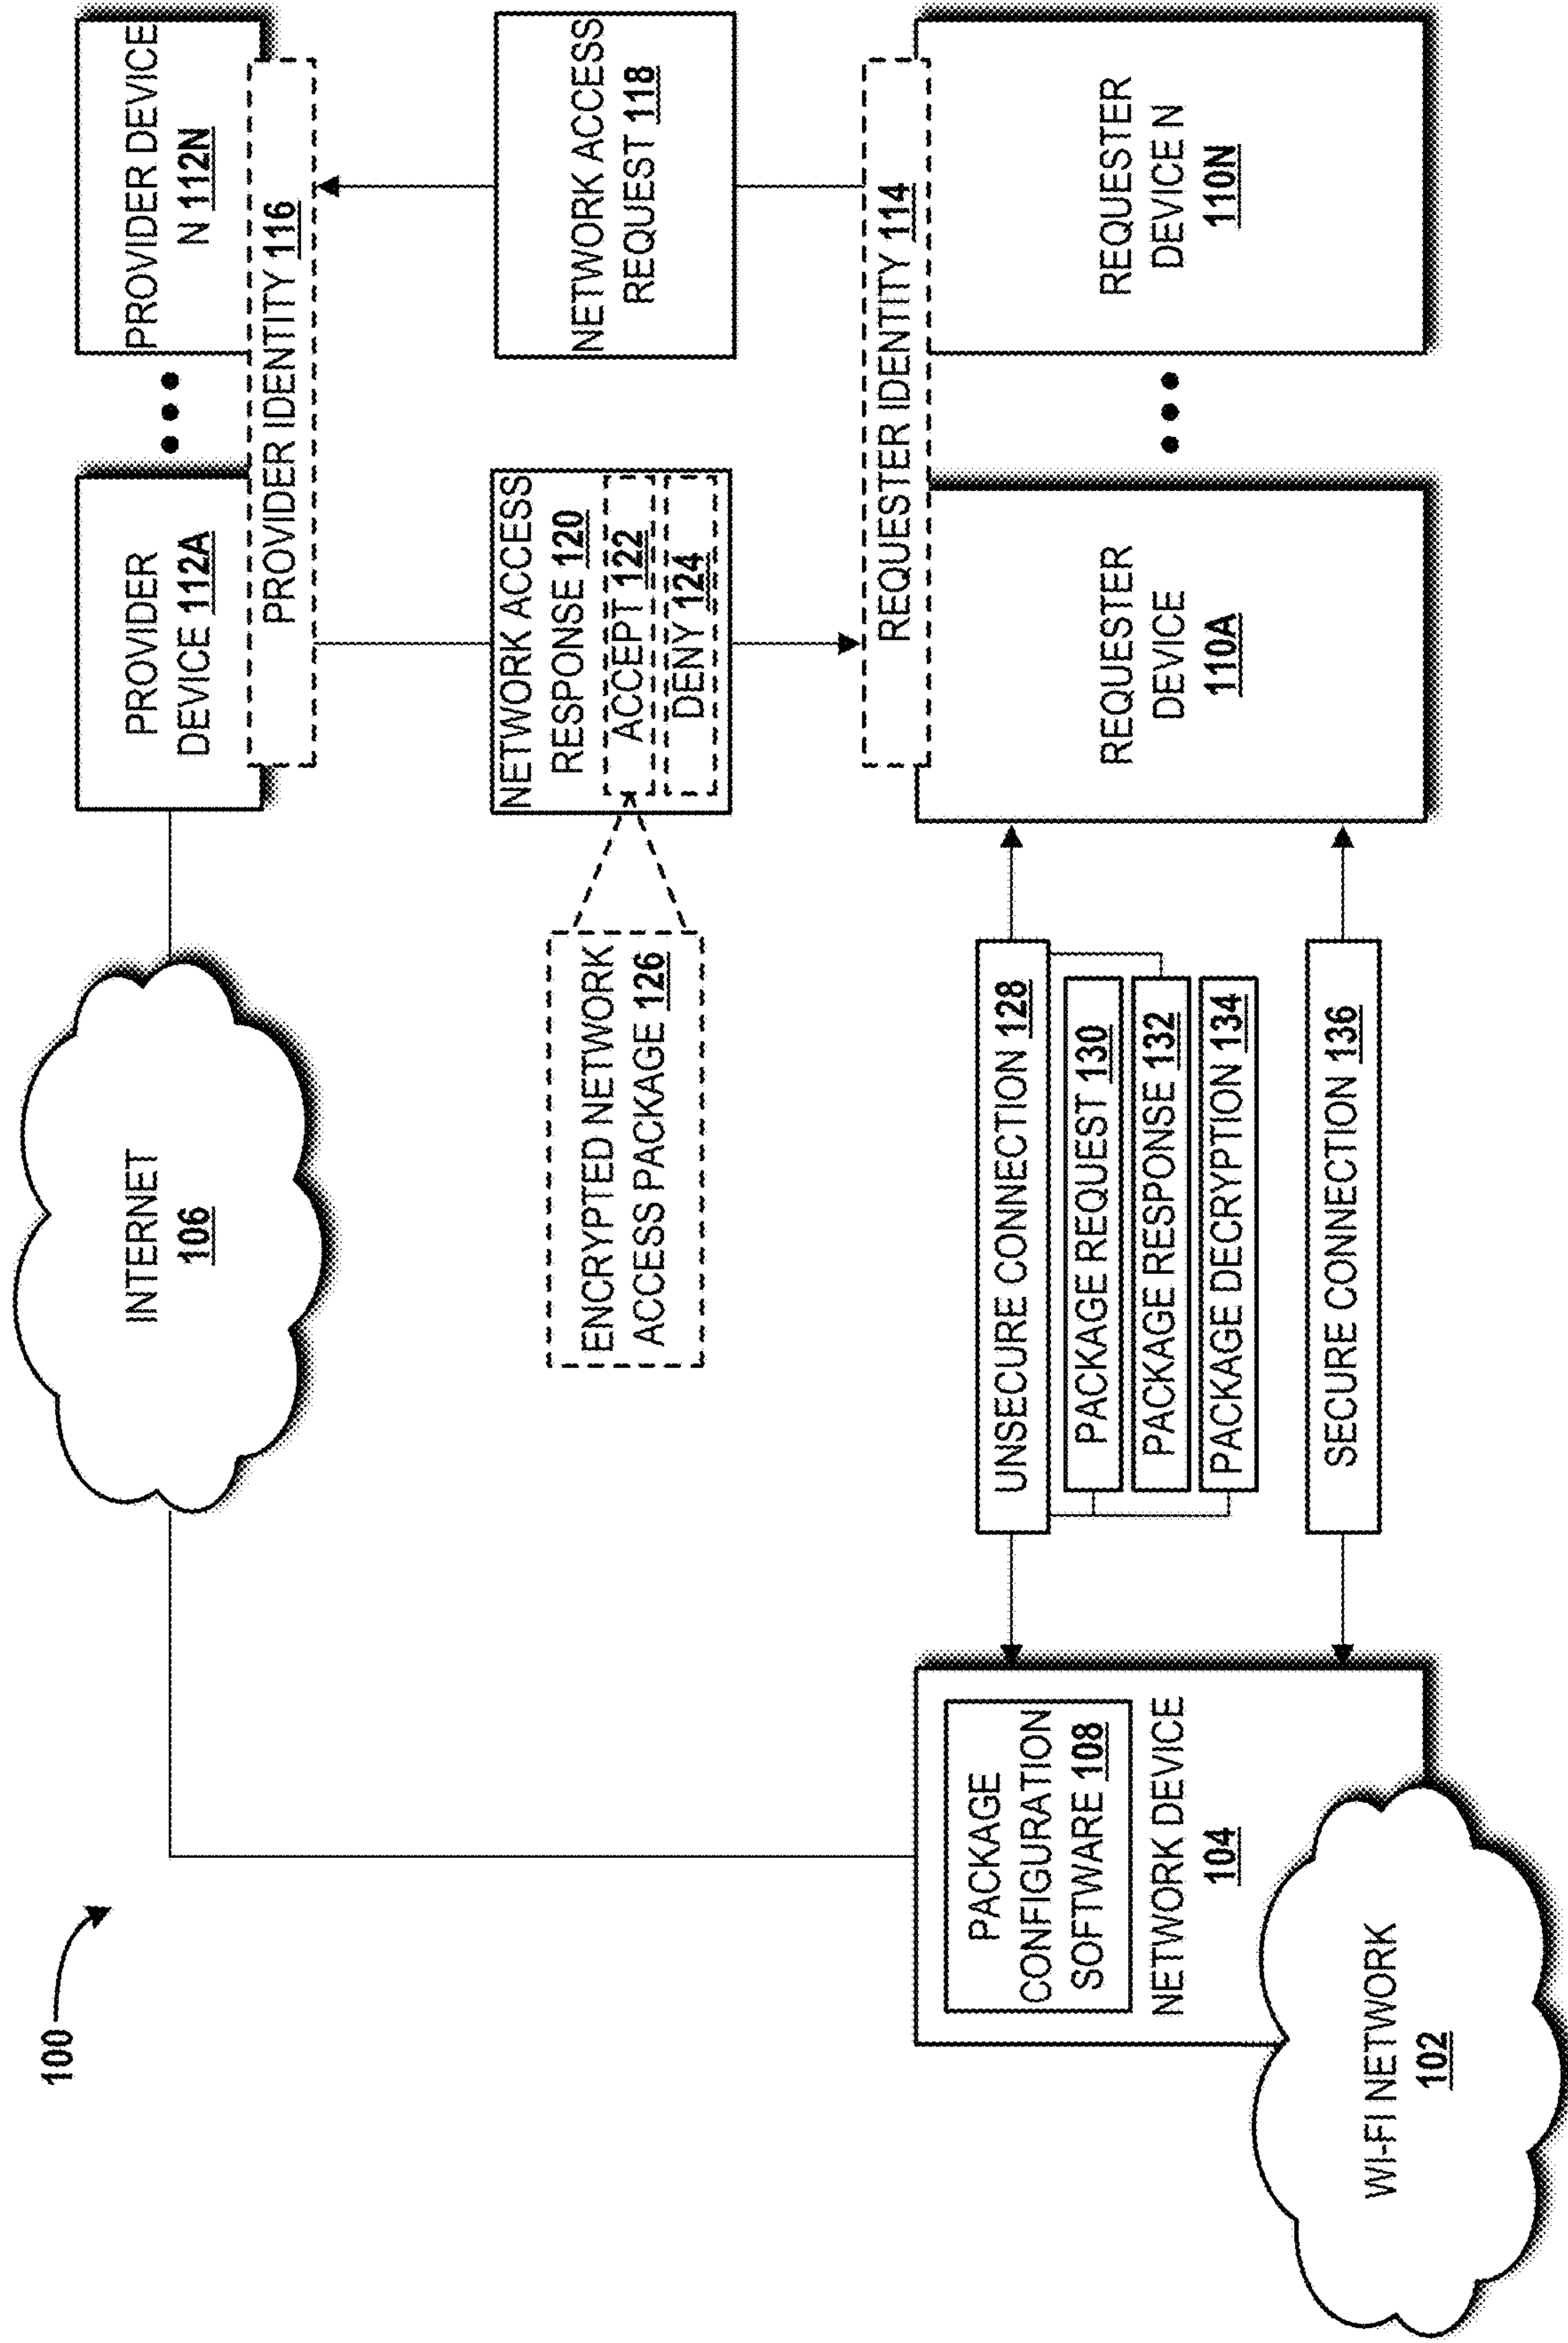 100
INTERNET
106
PROVIDER
DEVICE 112A
PROVIDER DEVICE
N 112N
PROVIDER IDENTITY 116
ENCRYPTED NETWORK
ACCESS PACKAGE 126
NETWORK ACCESS
RESPONSE 120
ACCEPT 122
DENY 124
NETWORK ACCESS
REQUEST 118
REQUESTER IDENTITY 114
PACKAGE
CONFIGURATION
SOFTWARE 108
NETWORK DEVICE
104
WI-FI NETWORK
102
UNSECURE CONNECTION 128
PACKAGE REQUEST 130
PACKAGE RESPONSE 132
PACKAGE DECRYPTION 134
SECURE CONNECTION 136
REQUESTER
DEVICE
110A
REQUESTER
DEVICE N
110N